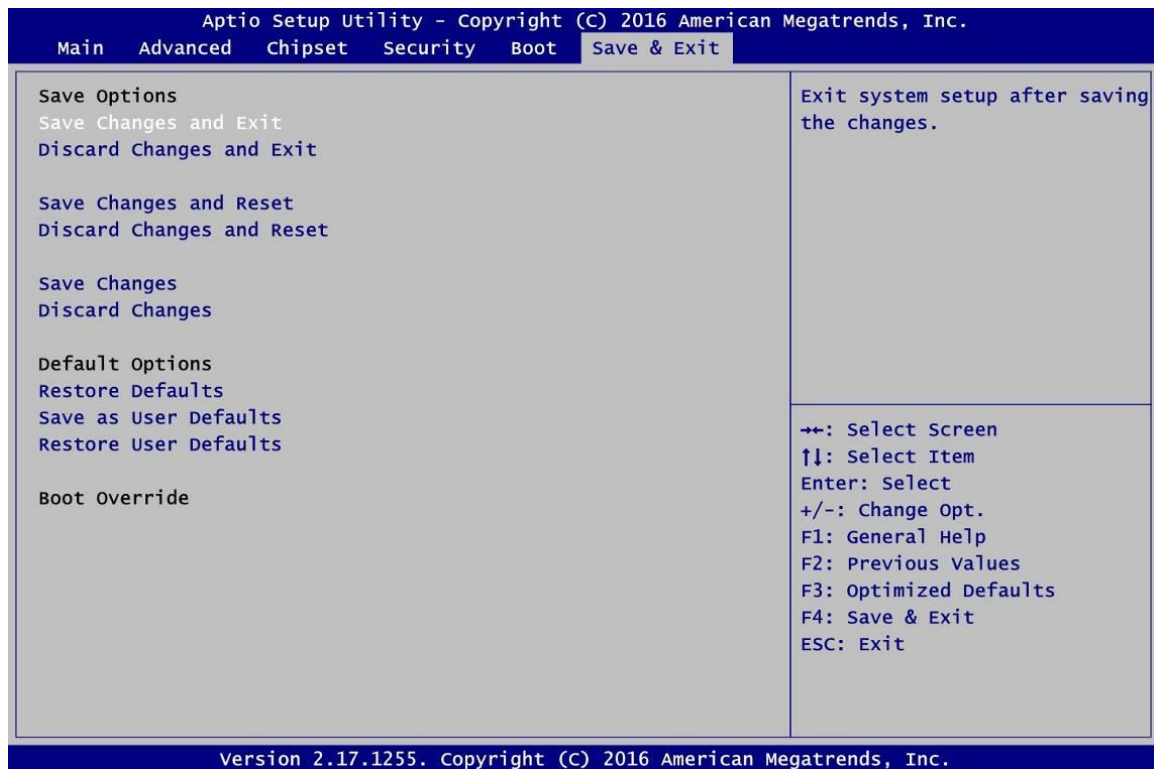 Aptio Setup Utility - Copyright (C) 2016 American Megatrends, Inc.
Main Advanced Chipset Security Boot Save & Exit
Save Options
Save Changes and Exit
Discard Changes and Exit
Save Changes and Reset
Discard Changes and Reset
Save Changes
Discard Changes
Default Options
Restore Defaults
Save as User Defaults
Restore User Defaults
Boot Override
Exit system setup after saving
the changes.
→←: Select Screen
↑↓: Select Item
Enter: Select
+/-: Change Opt.
F1: General Help
F2: Previous Values
F3: Optimized Defaults
F4: Save & Exit
ESC: Exit
Version 2.17.1255. Copyright (C) 2016 American Megatrends, Inc.